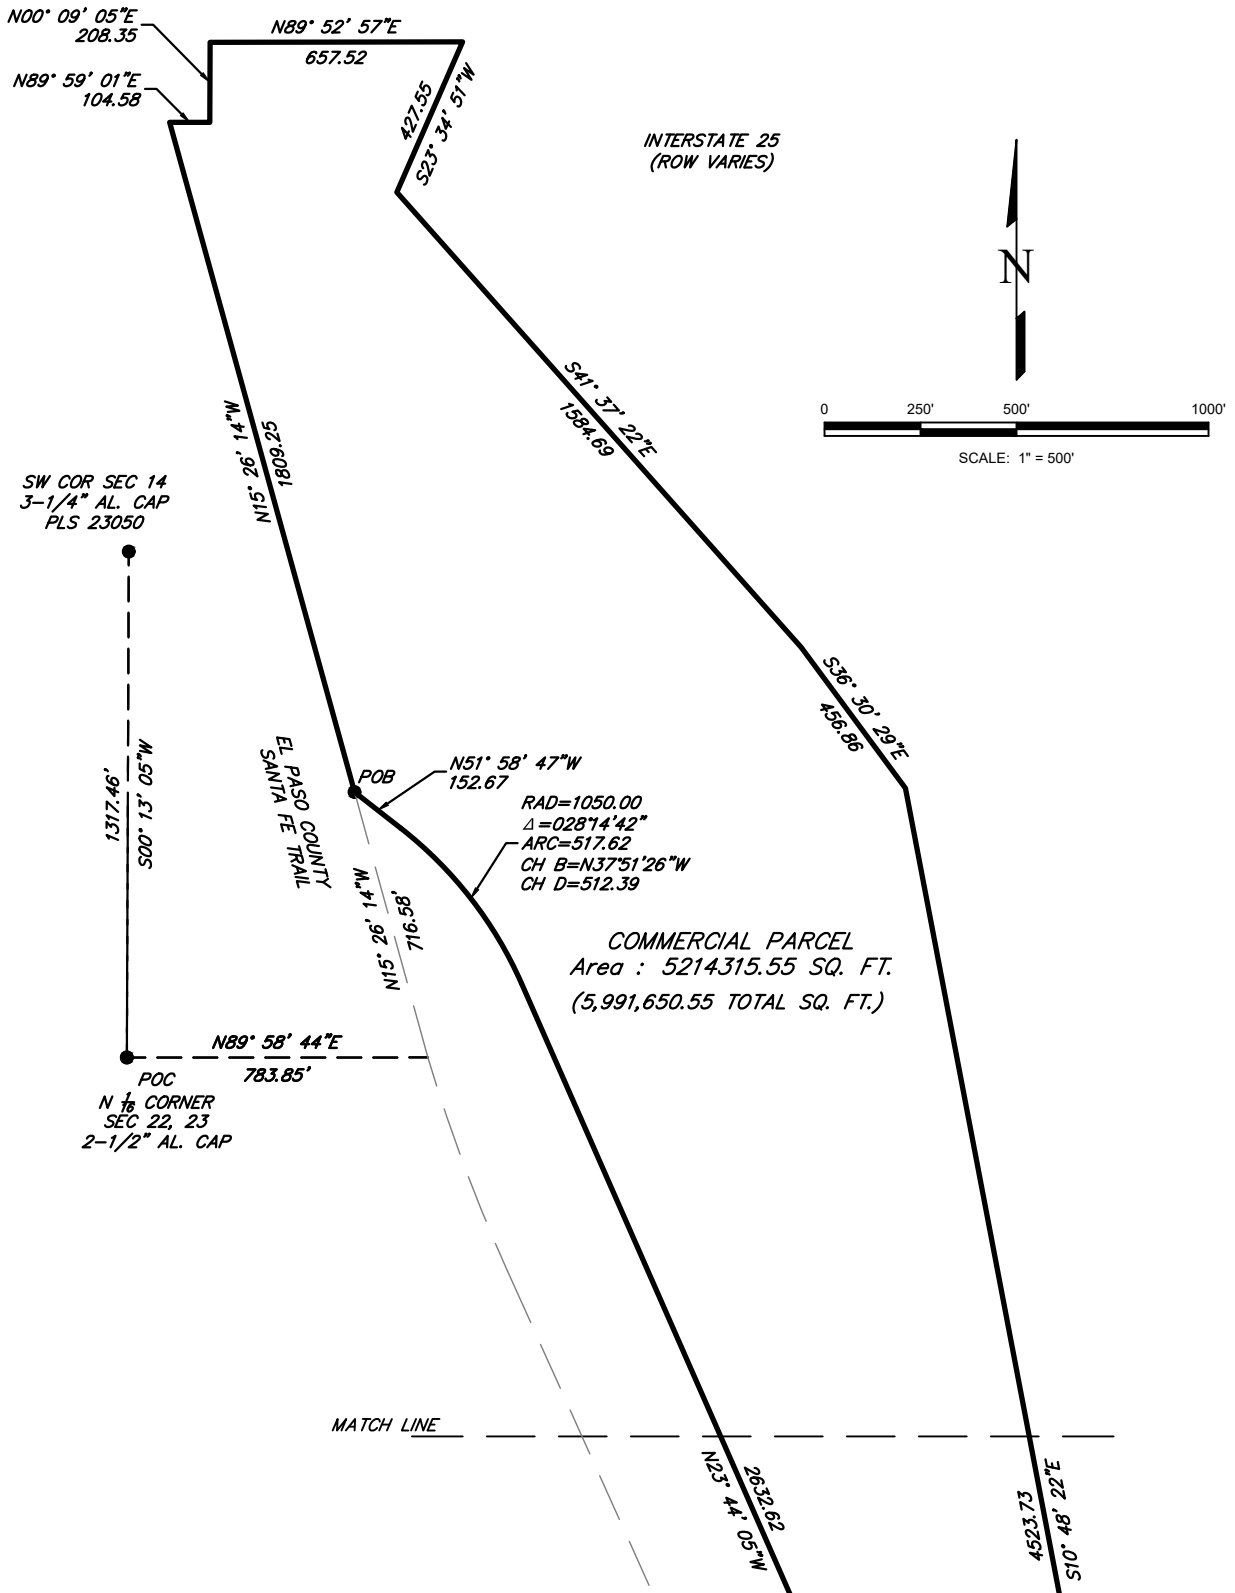 N00° 09' 05"E
208.35
N89° 52' 57"E
657.52
N89° 59' 01"E
104.58
427.55
S23° 34' 51"W
INTERSTATE 25
(ROW VARIES)
N
0 250' 500' 1000'
SCALE: 1" = 500'
S41° 37' 22"E
1584.69
N15° 26' 14"W
1809.25
SW COR SEC 14
3-1/4" AL. CAP
PLS 23050
S36° 30' 29"E
456.86
1317.46'
S00° 13' 05"W
EL PASO COUNTY
SANTA FE TRAIL
POB
N51° 58' 47"W
152.67
RAD=1050.00
Δ=028°14'42"
ARC=517.62
CH B=N37°51'26"W
CH D=512.39
N15° 26' 14"W
716.58'
COMMERCIAL PARCEL
Area : 5214315.55 SQ. FT.
(5,991,650.55 TOTAL SQ. FT.)
N89° 58' 44"E
783.85'
POC
N 1/16 CORNER
SEC 22, 23
2-1/2" AL. CAP
MATCH LINE
N23° 44' 05"W
2632.62
4523.73
S10° 48' 22"E